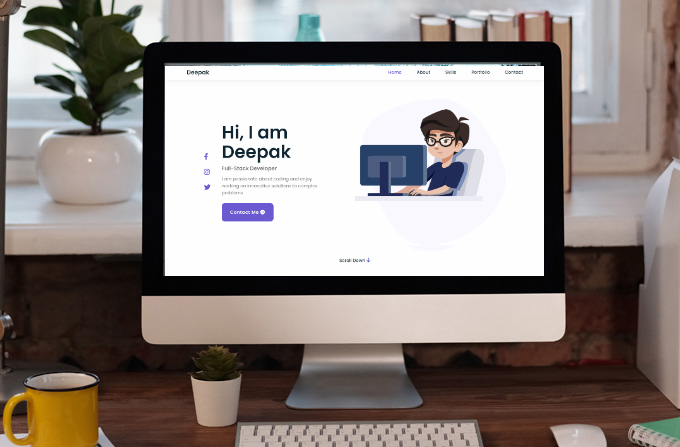 Deepak
Home About Skills Portfolio Contact
Hi, I am
Deepak
Full-Stack Developer
I am passionate about coding and enjoy
working on innovative solutions to complex
problems
Contact Me
Scroll Down